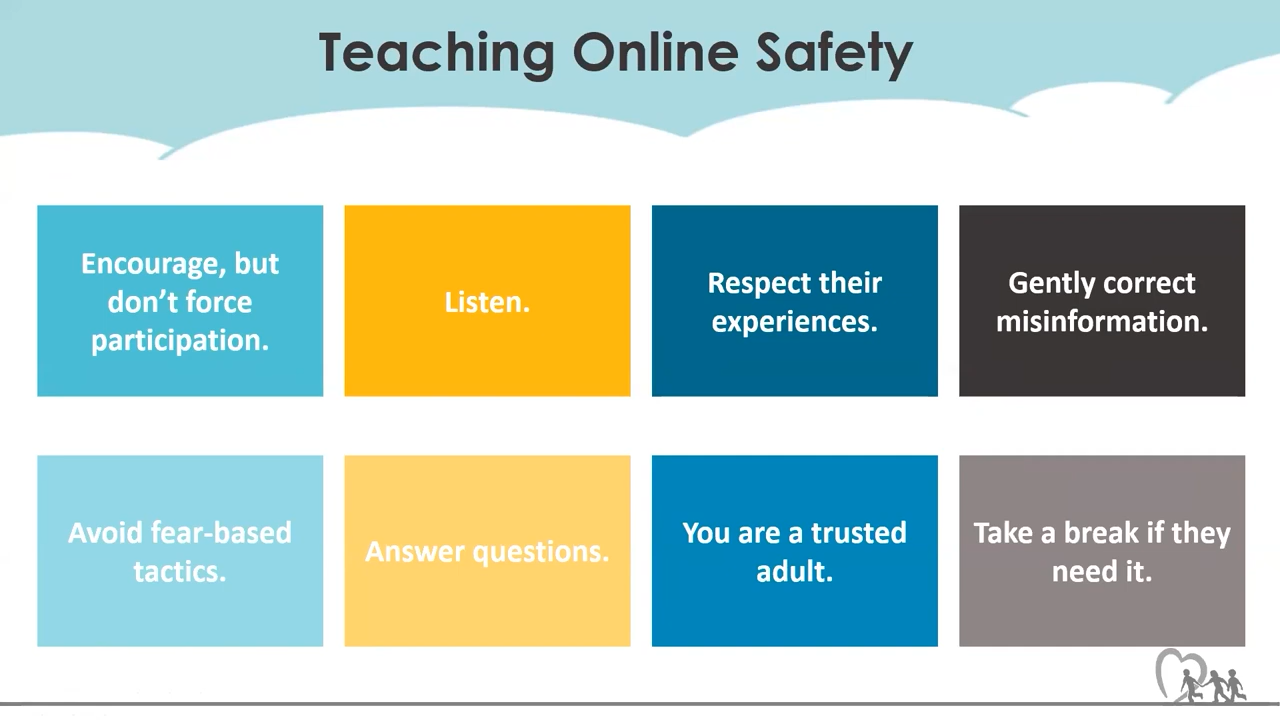 Teaching Online Safety
Encourage, but
don't force
participation.
Listen.
Respect their
experiences.
Gently correct
misinformation.
Avoid fear-based
tactics.
Answer questions.
You are a trusted
adult.
Take a break if they
need it.